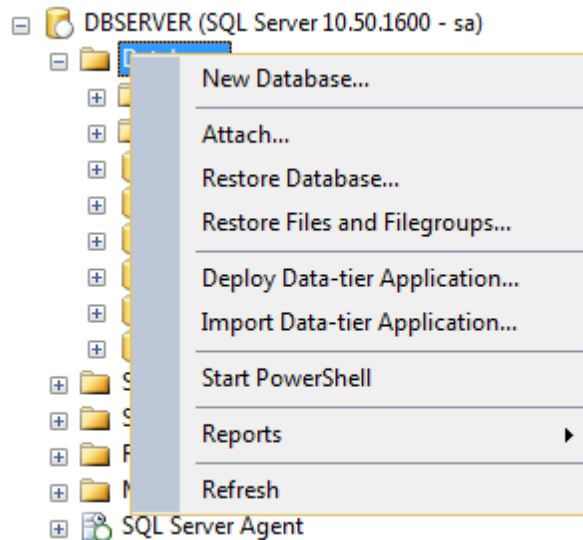 DBSERVER (SQL Server 10.50.1600 - sa)
New Database...
Attach...
Restore Database...
Restore Files and Filegroups...
Deploy Data-tier Application...
Import Data-tier Application...
Start PowerShell
Reports
Refresh
SQL Server Agent